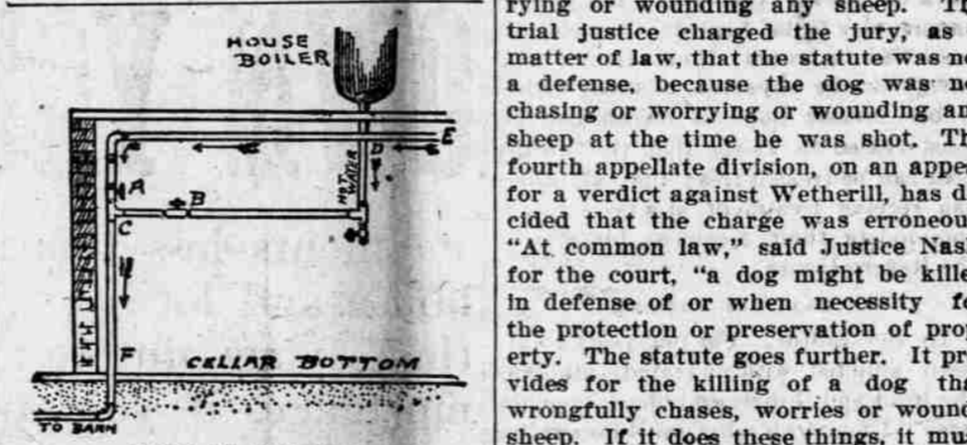 HOUSE
BOILER
E
D
HOT WATER
A
B
C
F
CELLAR BOTTOM
TO BARN
rying or wounding any sheep.
trial justice charged the jury, as
matter of law, that the statute was
a defense, because the dog was
chasing or worrying or wounding
sheep at the time he was shot.
fourth appellate division, on an
for a verdict against Wetherill, has
cided that the charge was
"At common law," said Justice
for the court, "a dog might be
in defense of or when necessity
the protection or preservation of prop
erty. The statute goes further. It
vides for the killing of a dog
wrongfully chases, worries or
sheep. If it does these things, it